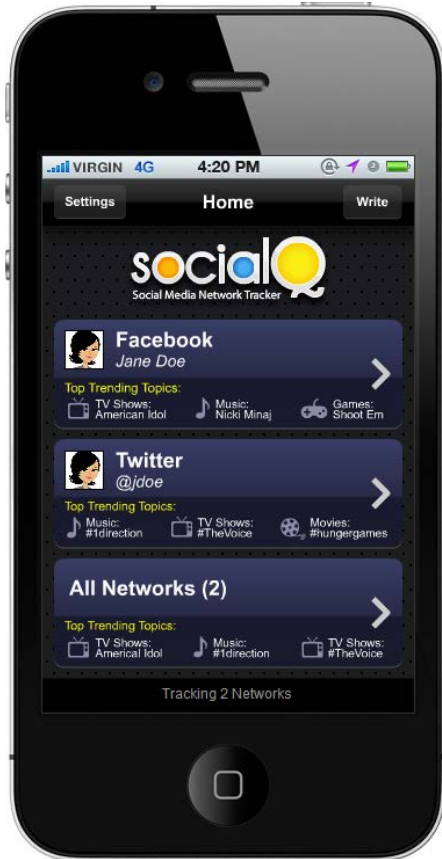 VIRGIN 4G 4:20 PM
Settings Home Write
socialQ
Social Media Network Tracker
Facebook
Jane Doe
Top Trending Topics:
TV Shows: Music: Games:
American Idol Nicki Minaj Shoot Em
Twitter
@jdoe
Top Trending Topics:
Music: TV Shows: Movies:
#1direction #TheVoice #hungergames
All Networks (2)
Top Trending Topics:
TV Shows: Music: TV Shows:
Americal Idol #1direction #TheVoice
Tracking 2 Networks